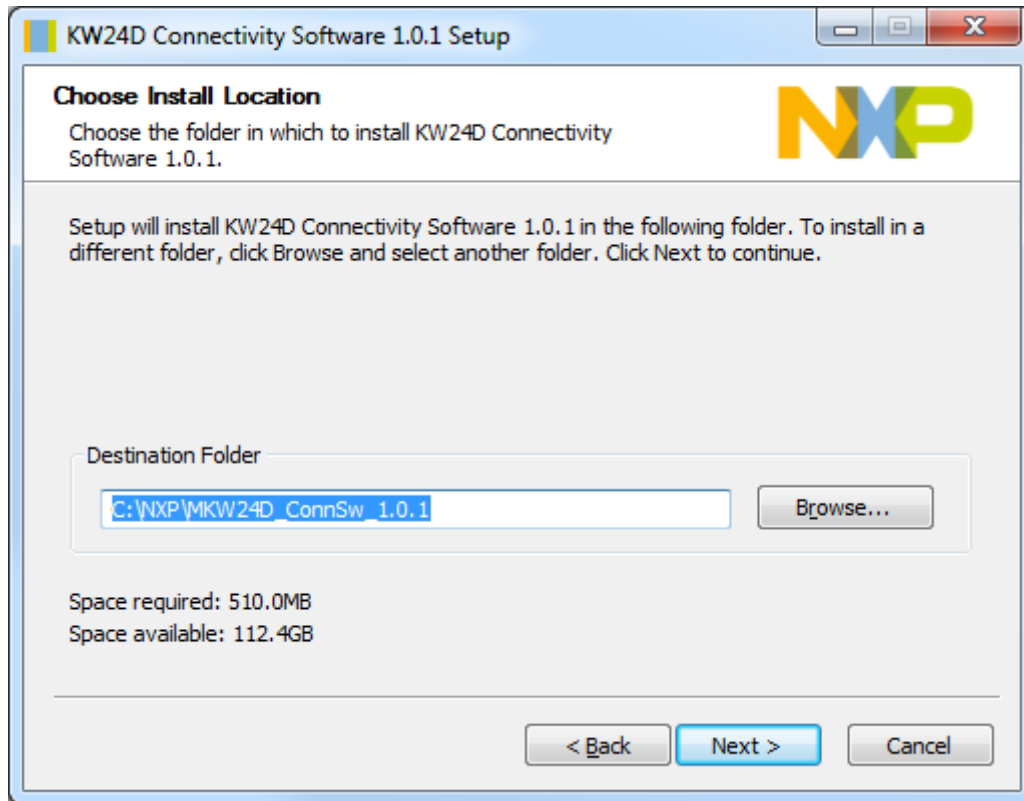 KW24D Connectivity Software 1.0.1 Setup
Choose Install Location
Choose the folder in which to install KW24D Connectivity
Software 1.0.1.
NXP
Setup will install KW24D Connectivity Software 1.0.1 in the following folder. To install in a
different folder, click Browse and select another folder. Click Next to continue.
Destination Folder
C:\NXP\MKW24D_ConnSw_1.0.1
Browse...
Space required: 510.0MB
Space available: 112.4GB
< Back
Next >
Cancel